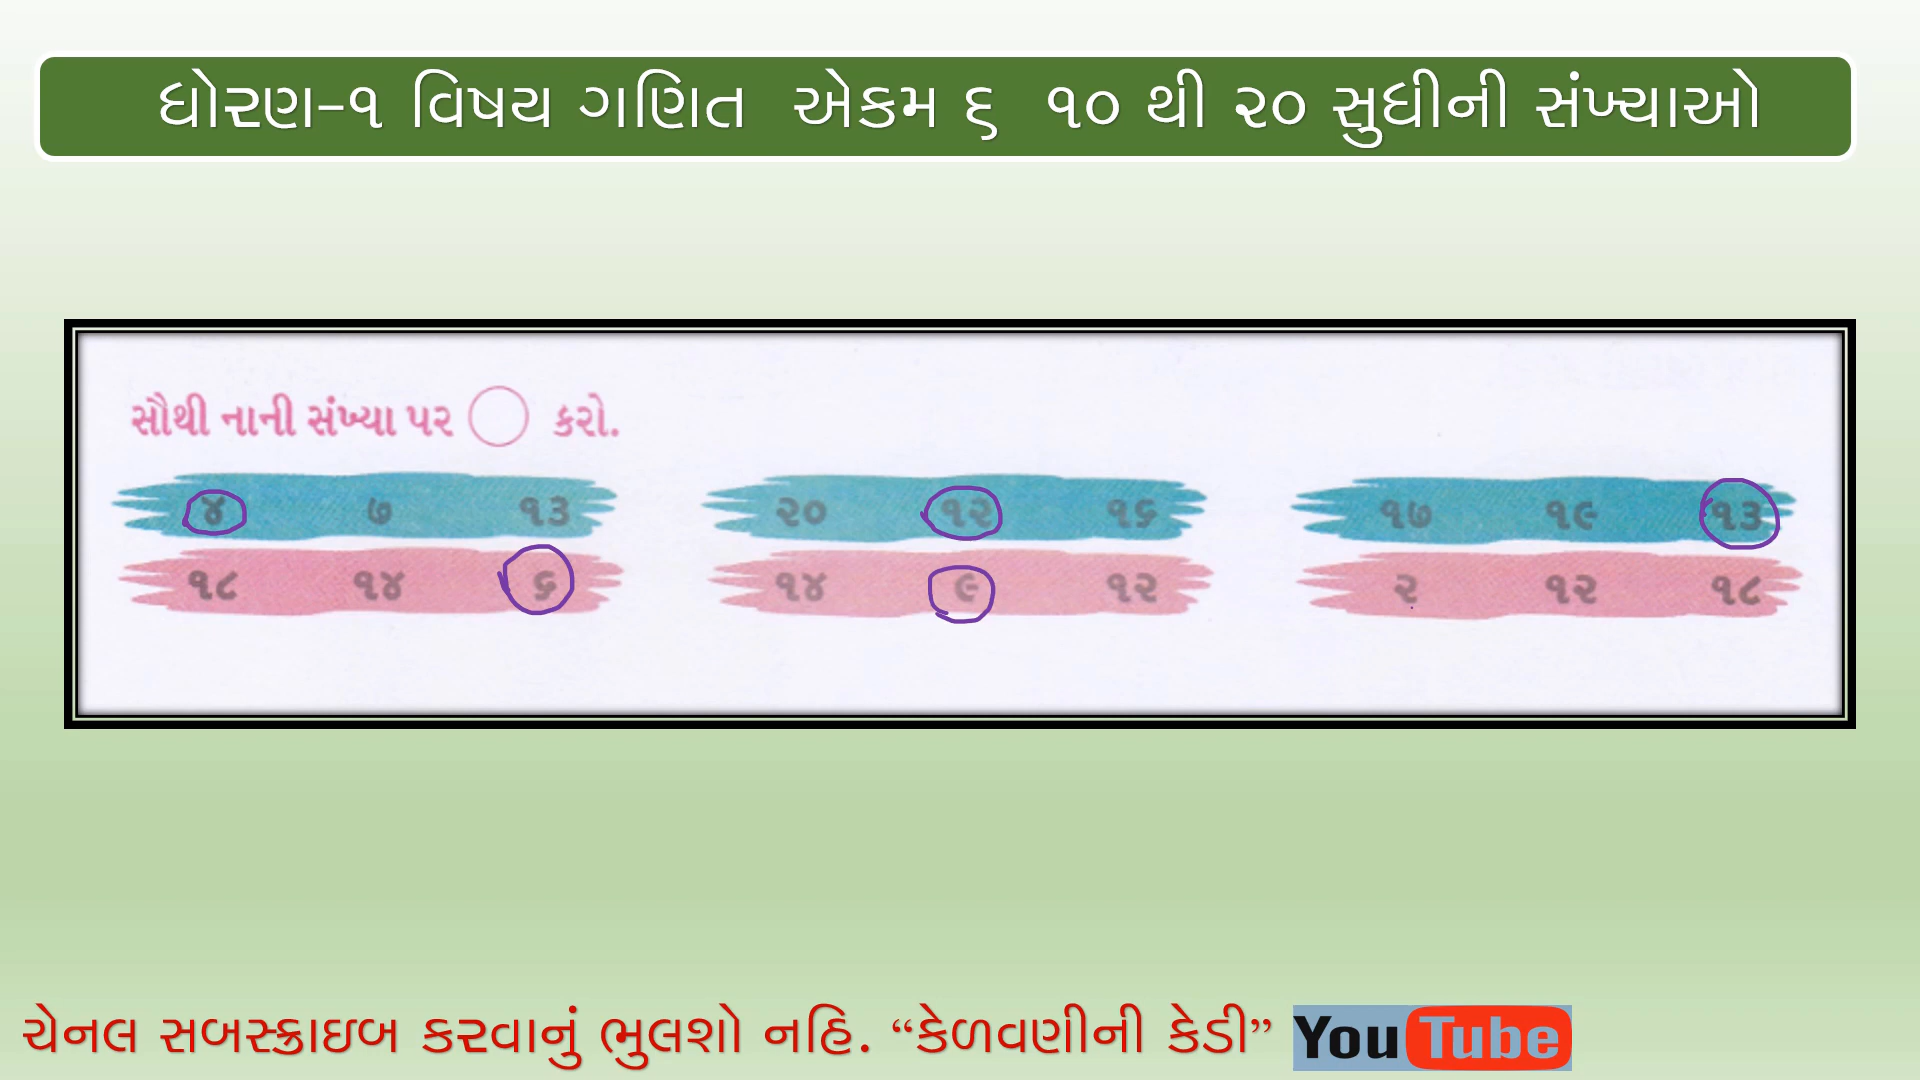 ધોરણ-૧ વિષય ગણિત એકમ ૬ ૧૦ થી ૨૦ સુધીની સંખ્યાઓ
સૌથી નાની સંખ્યા પર કરો.
૪ ૭ ૧૩ ૨૦ ૧૨ ૧૬ ૧૭ ૧૯ ૧૩
૧૮ ૧૪ ૬ ૧૪ ૯ ૧૨ ૨ ૧૨ ૧૮
ચેનલ સબસ્ક્રાઇબ કરવાનું ભુલશો નહિ. “કેળવણીની કેડી” YouTube